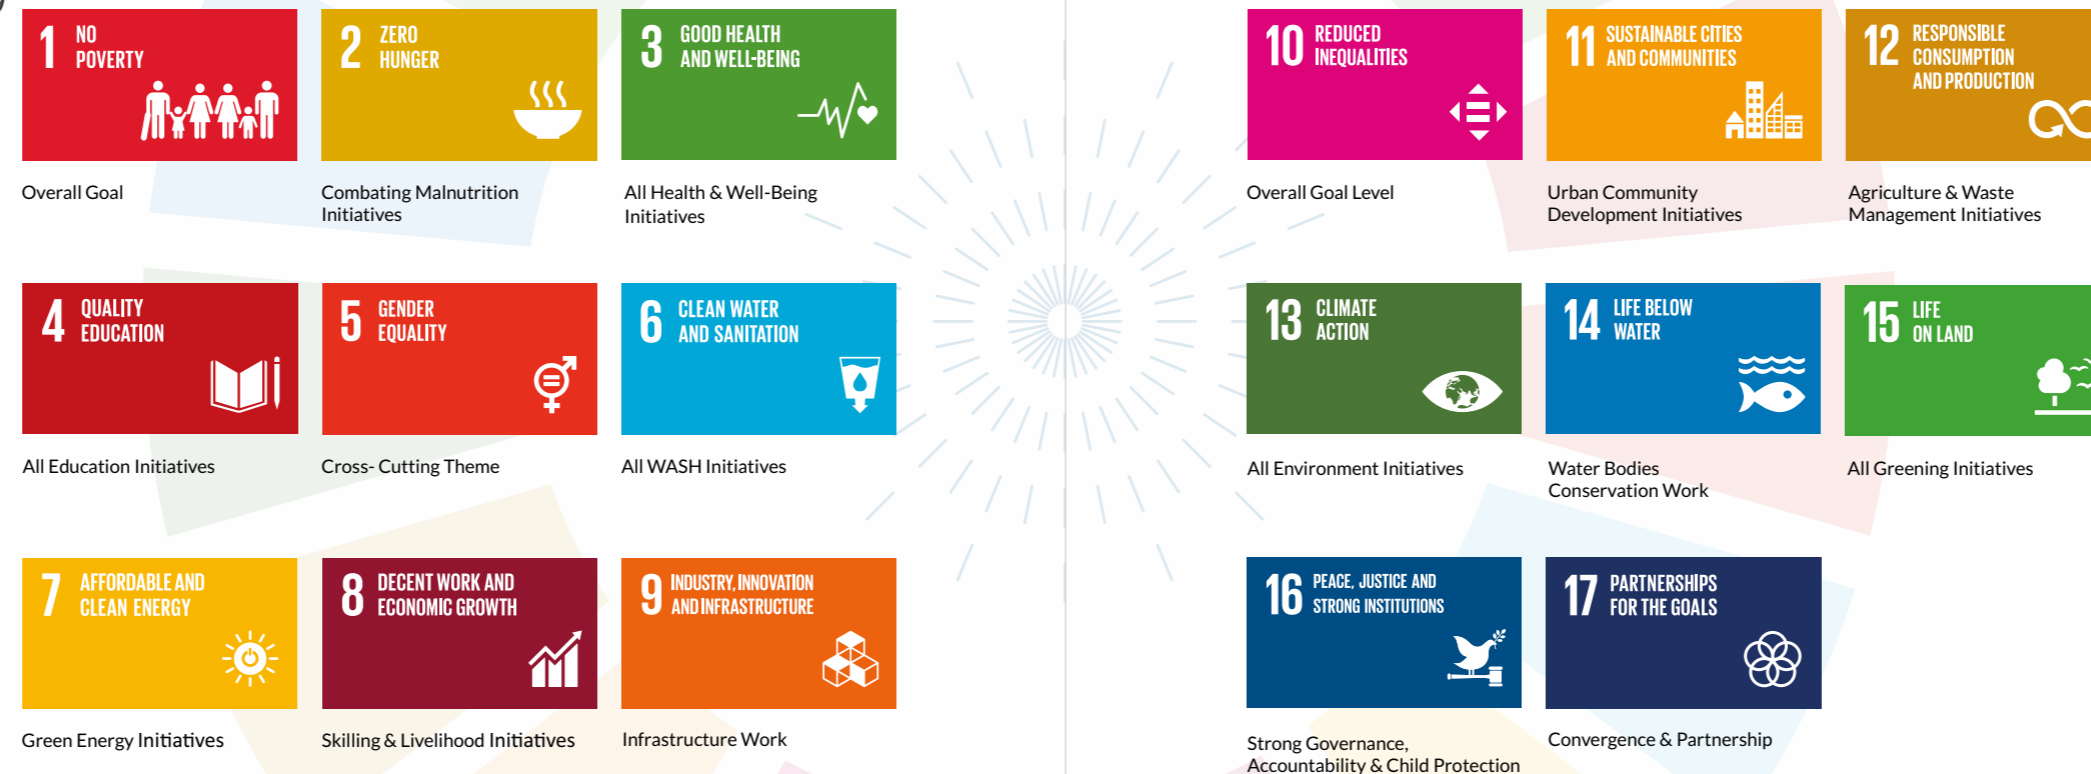 1 NO
POVERTY
Overall Goal
2 ZERO
HUNGER
Combating Malnutrition
Initiatives
3 GOOD HEALTH
AND WELL-BEING
All Health & Well-Being
Initiatives
4 QUALITY
EDUCATION
All Education Initiatives
5 GENDER
EQUALITY
Cross- Cutting Theme
6 CLEAN WATER
AND SANITATION
All WASH Initiatives
7 AFFORDABLE AND
CLEAN ENERGY
Green Energy Initiatives
8 DECENT WORK AND
ECONOMIC GROWTH
Skilling & Livelihood Initiatives
9 INDUSTRY, INNOVATION
AND INFRASTRUCTURE
Infrastructure Work
10 REDUCED
INEQUALITIES
Overall Goal Level
11 SUSTAINABLE CITIES
AND COMMUNITIES
Urban Community
Development Initiatives
12 RESPONSIBLE
CONSUMPTION
AND PRODUCTION
Agriculture & Waste
Management Initiatives
13 CLIMATE
ACTION
All Environment Initiatives
14 LIFE BELOW
WATER
Water Bodies
Conservation Work
15 LIFE
ON LAND
All Greening Initiatives
16 PEACE, JUSTICE AND
STRONG INSTITUTIONS
Strong Governance,
Accountability & Child Protection
17 PARTNERSHIPS
FOR THE GOALS
Convergence & Partnership